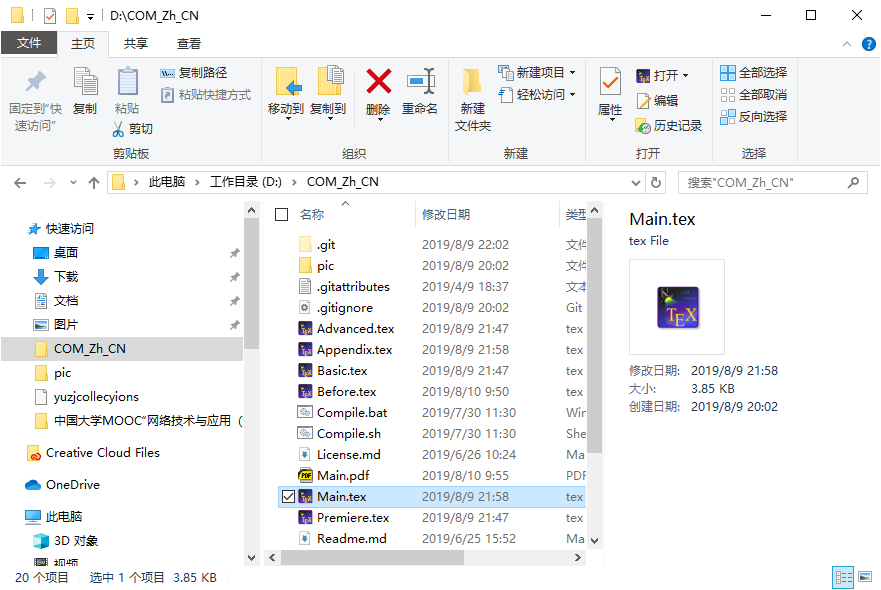 D:\COM_Zh_CN
文件 主页 共享 查看
固定到"快速访问"
复制
粘贴
复制路径
粘贴快捷方式
剪切
剪贴板
移动到
复制到
删除
重命名
组织
新建文件夹
新建项目
轻松访问
新建
属性
打开
编辑
历史记录
打开
全部选择
全部取消
反向选择
选择
此电脑 工作目录 (D:) COM_Zh_CN
搜索"COM_Zh_CN"
快速访问
桌面
下载
文档
图片
COM_Zh_CN
pic
yuzjcollecyions
中国大学MOOC"网络技术与应用 (
Creative Cloud Files
OneDrive
此电脑
3D 对象
视频
名称 修改日期 类型
.git 2019/8/9 22:02 文件
pic 2019/8/9 20:02 文件
.gitattributes 2019/4/9 18:37 文本
.gitignore 2019/8/9 20:02 Git
Advanced.tex 2019/8/9 21:47 tex
Appendix.tex 2019/8/9 21:58 tex
Basic.tex 2019/8/9 21:47 tex
Before.tex 2019/8/10 9:50 tex
Compile.bat 2019/7/30 11:30 Win
Compile.sh 2019/7/30 11:30 She
License.md 2019/6/26 10:24 Ma
Main.pdf 2019/8/10 9:55 PDF
Main.tex 2019/8/9 21:58 tex
Premiere.tex 2019/8/9 21:47 tex
Readme.md 2019/6/25 15:52 Ma
Main.tex
tex File
TEX
修改日期: 2019/8/9 21:58
大小: 3.85 KB
创建日期: 2019/8/9 20:02
20 个项目 选中 1 个项目 3.85 KB